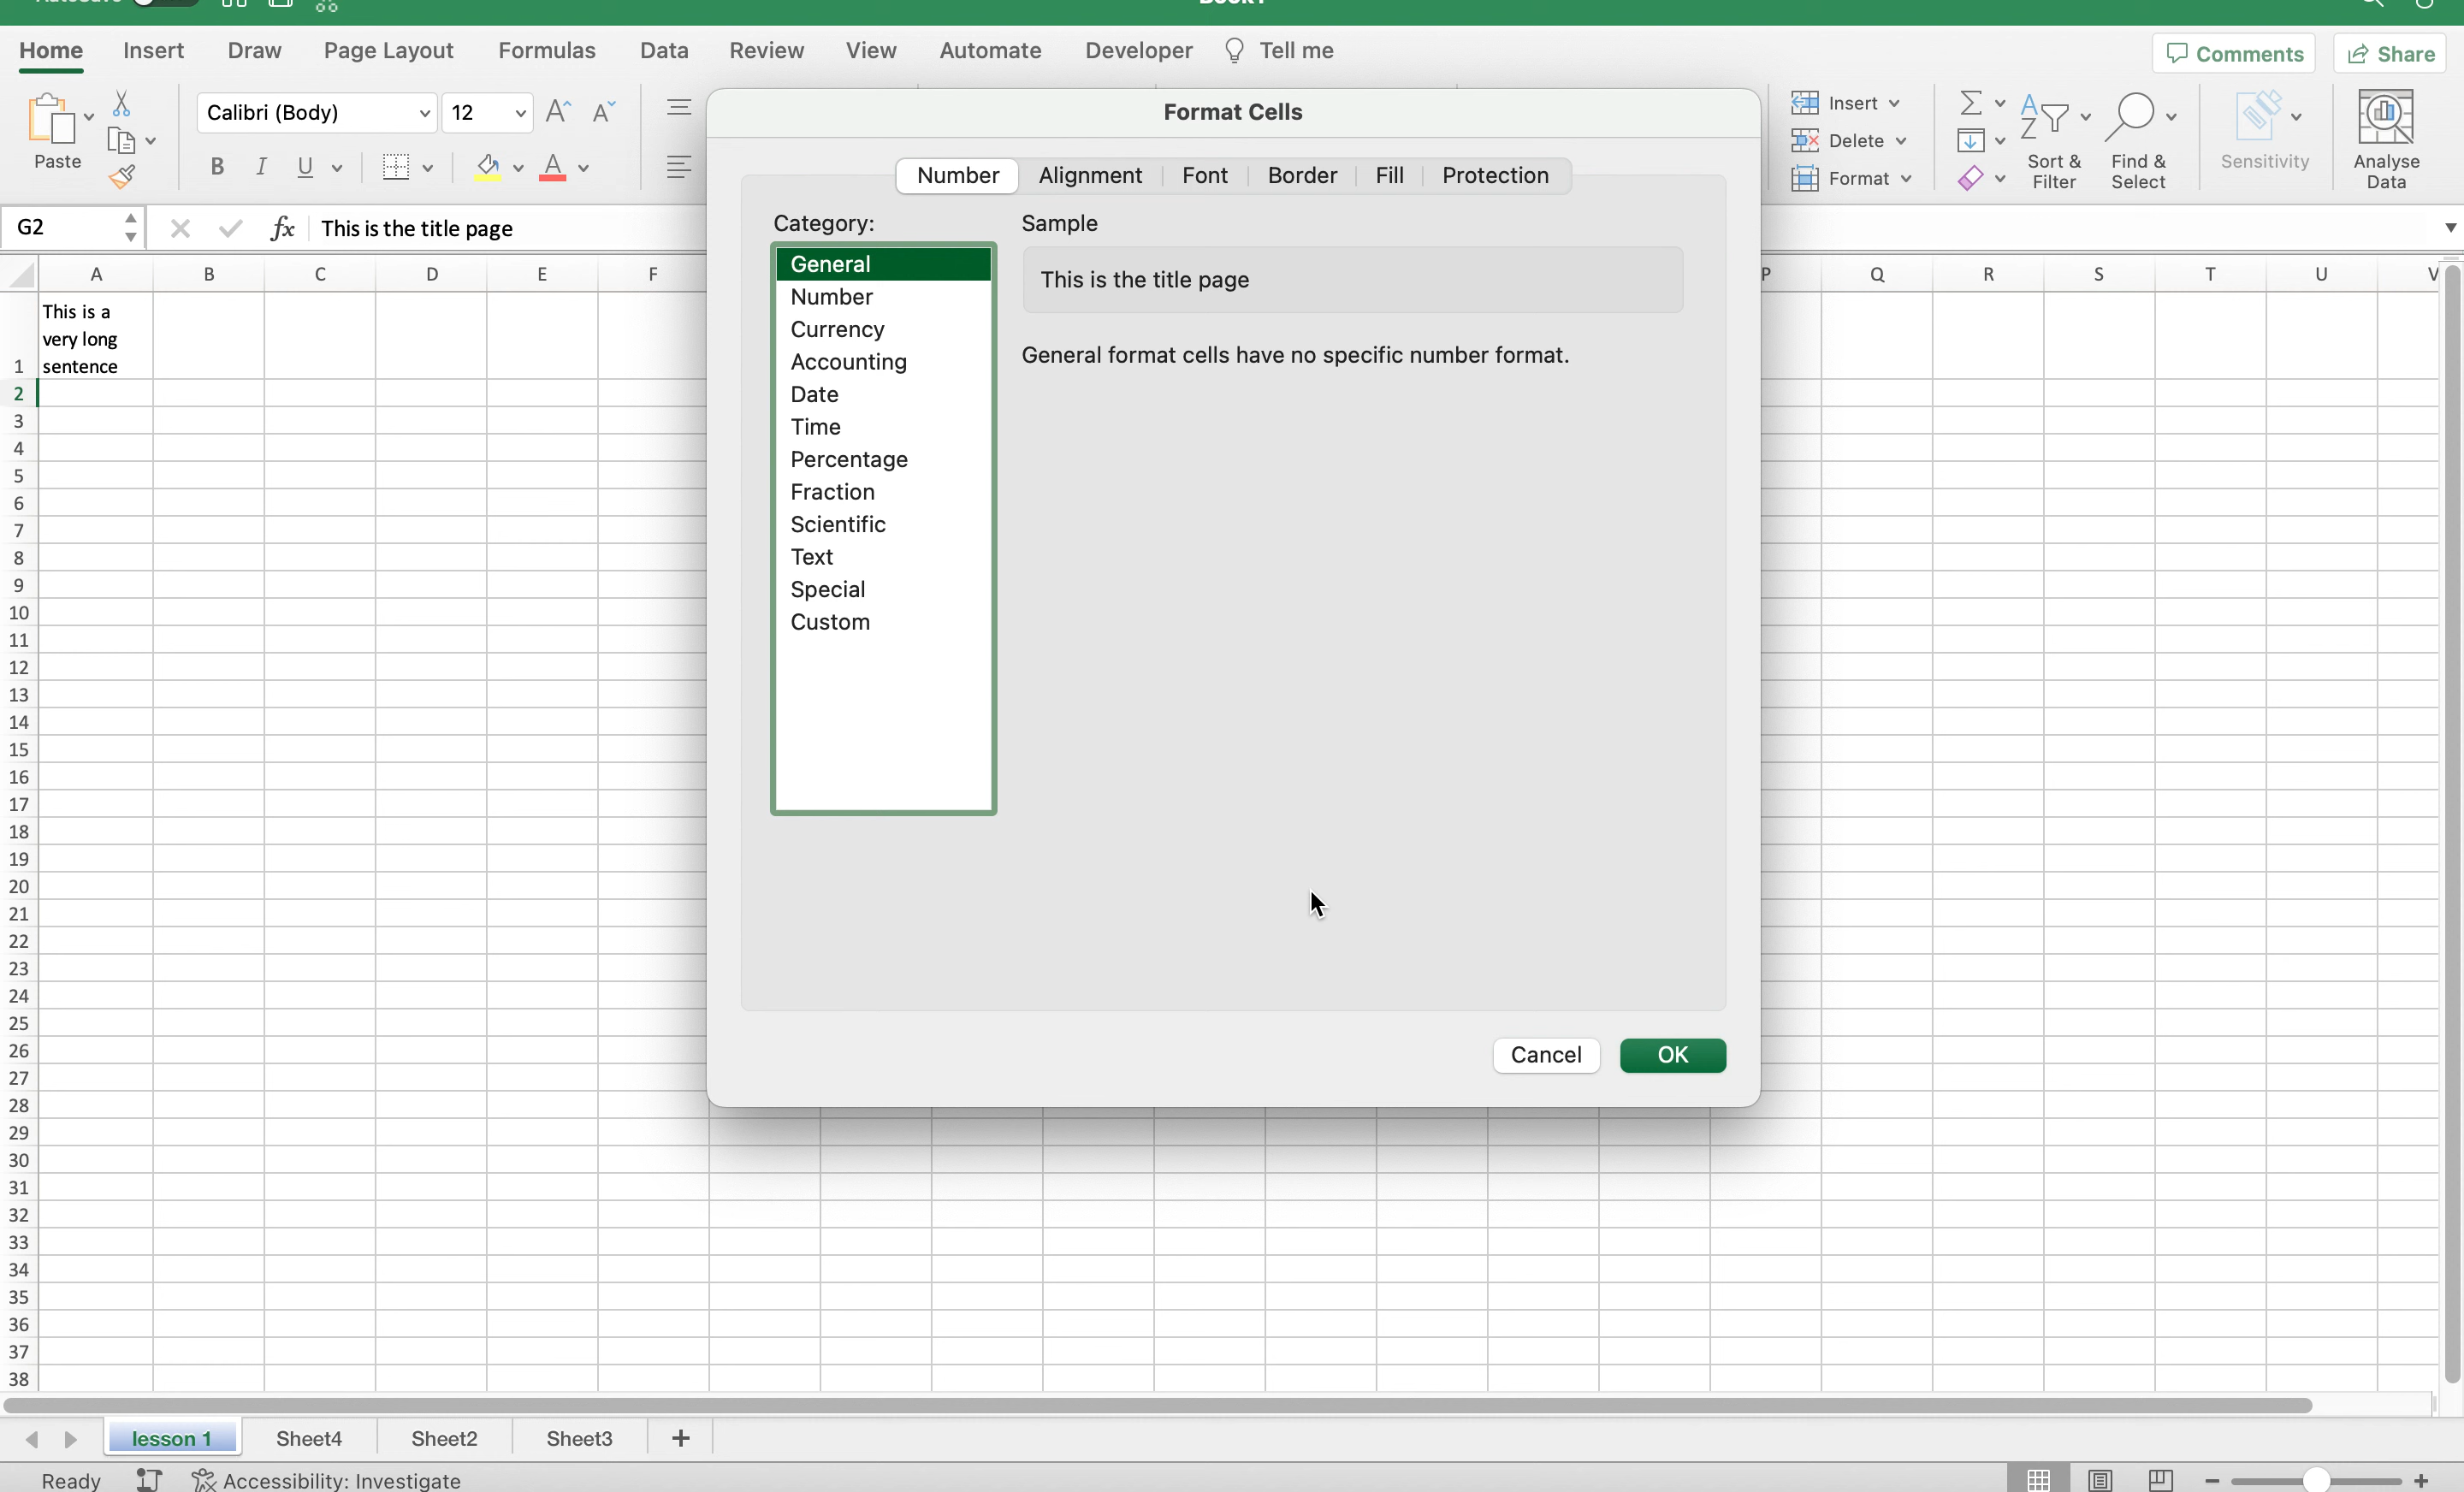 Home Insert Draw Page Layout Formulas Data Review View Automate Developer Tell me Comments Share
Paste
Calibri (Body) 12
B I U A
Insert
Delete
Format
Sort &
Filter
Find &
Select
Sensitivity
Analyse
Data
G2 fx This is the title page
A B C D E F P Q R S T U V
This is a
very long
1 sentence
2
3
4
5
6
7
8
9
10
11
12
13
14
15
16
17
18
19
20
21
22
23
24
25
26
27
28
29
30
31
32
33
34
35
36
37
38
Format Cells
Number Alignment Font Border Fill Protection
Category:
General
Number
Currency
Accounting
Date
Time
Percentage
Fraction
Scientific
Text
Special
Custom
Sample
This is the title page
General format cells have no specific number format.
Cancel OK
lesson 1 Sheet4 Sheet2 Sheet3 +
Ready Accessibility: Investigate